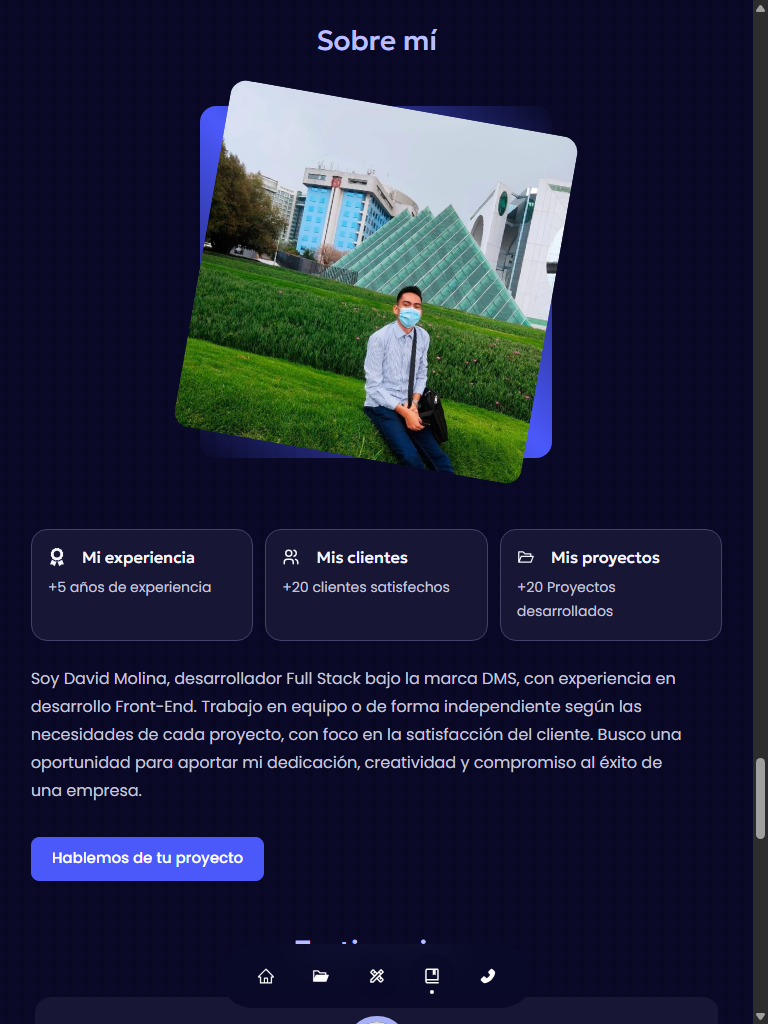 Sobre mí
Mi experiencia
+5 años de experiencia
Mis clientes
+20 clientes satisfechos
Mis proyectos
+20 Proyectos
desarrollados
Soy David Molina, desarrollador Full Stack bajo la marca DMS, con experiencia en
desarrollo Front-End. Trabajo en equipo o de forma independiente según las
necesidades de cada proyecto, con foco en la satisfacción del cliente. Busco una
oportunidad para aportar mi dedicación, creatividad y compromiso al éxito de
una empresa.
Hablemos de tu proyecto